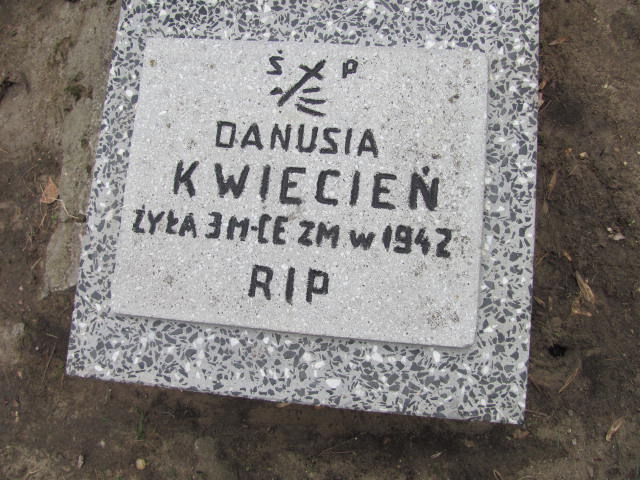 Ś P
DANUSIA
KWIECIEŃ
ŻYŁA 3 M-CE ZM W 1942
RIP